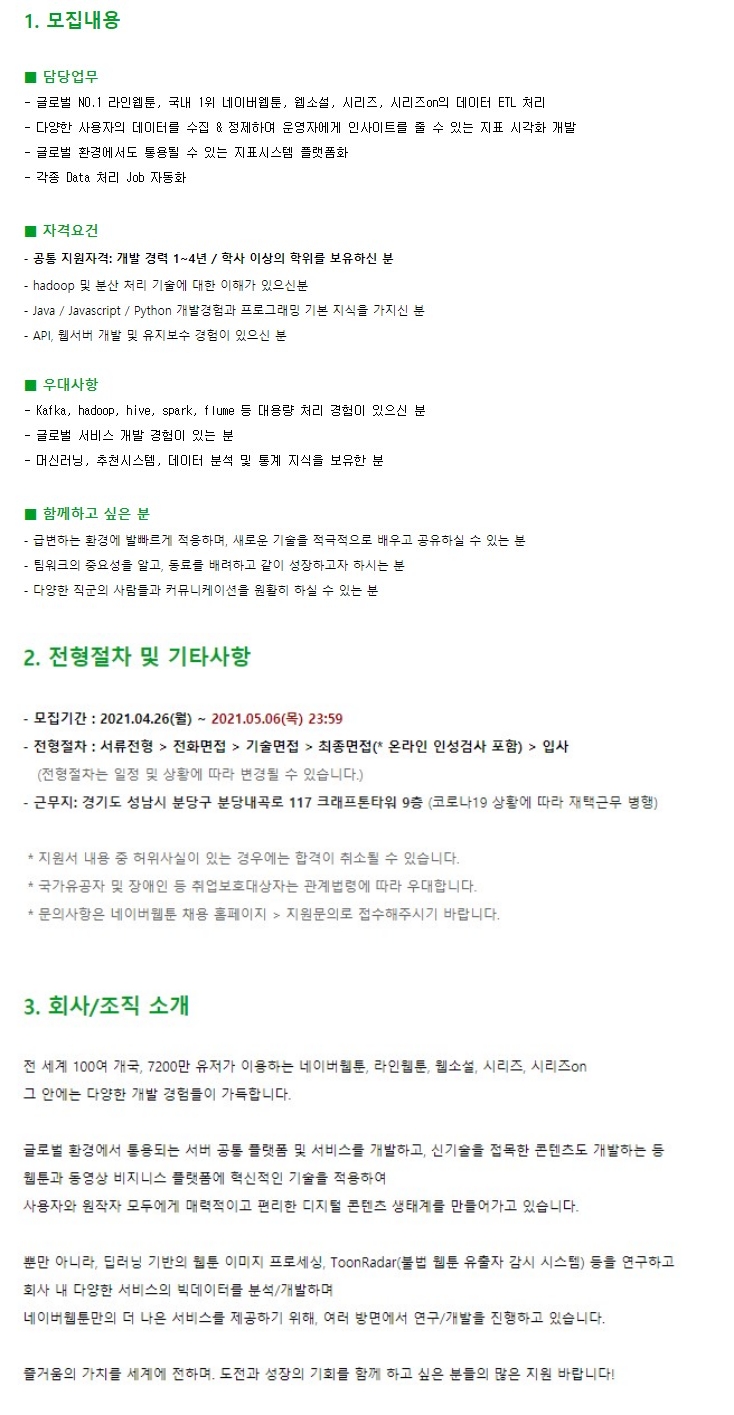 1. 모집내용
■ 담당업무
- 글로벌 NO.1 라인웹툰, 국내 1위 네이버웹툰, 웹소설, 시리즈, 시리즈on의 데이터 ETL 처리
- 다양한 사용자의 데이터를 수집 & 정제하여 운영자에게 인사이트를 줄 수 있는 지표 시각화 개발
- 글로벌 환경에서도 통용될 수 있는 지표시스템 플랫폼화
- 각종 Data 처리 Job 자동화
■ 자격요건
- 공통 지원자격: 개발 경력 1~4년 / 학사 이상의 학위를 보유하신 분
- hadoop 및 분산 처리 기술에 대한 이해가 있으신분
- Java / Javascript / Python 개발경험과 프로그래밍 기본 지식을 가지신 분
- API, 웹서버 개발 및 유지보수 경험이 있으신 분
■ 우대사항
- Kafka, hadoop, hive, spark, flume 등 대용량 처리 경험이 있으신 분
- 글로벌 서비스 개발 경험이 있는 분
- 머신러닝, 추천시스템, 데이터 분석 및 통계 지식을 보유한 분
■ 함께하고 싶은 분
- 급변하는 환경에 발빠르게 적응하며, 새로운 기술을 적극적으로 배우고 공유하실 수 있는 분
- 팀워크의 중요성을 알고, 동료를 배려하고 같이 성장하고자 하시는 분
- 다양한 직군의 사람들과 커뮤니케이션을 원활히 하실 수 있는 분
2. 전형절차 및 기타사항
- 모집기간 : 2021.04.26(월) ~ 2021.05.06(목) 23:59
- 전형절차 : 서류전형 > 전화면접 > 기술면접 > 최종면접(* 온라인 인성검사 포함) > 입사
(전형절차는 일정 및 상황에 따라 변경될 수 있습니다.)
- 근무지: 경기도 성남시 분당구 분당내곡로 117 크래프톤타워 9층 (코로나19 상황에 따라 재택근무 병행)
* 지원서 내용 중 허위사실이 있는 경우에는 합격이 취소될 수 있습니다.
* 국가유공자 및 장애인 등 취업보호대상자는 관계법령에 따라 우대합니다.
* 문의사항은 네이버웹툰 채용 홈페이지 > 지원문의로 접수해주시기 바랍니다.
3. 회사/조직 소개
전 세계 100여 개국, 7200만 유저가 이용하는 네이버웹툰, 라인웹툰, 웹소설, 시리즈, 시리즈on
그 안에는 다양한 개발 경험들이 가득합니다.
글로벌 환경에서 통용되는 서버 공통 플랫폼 및 서비스를 개발하고, 신기술을 접목한 콘텐츠도 개발하는 등
웹툰과 동영상 비지니스 플랫폼에 혁신적인 기술을 적용하여
사용자와 원작자 모두에게 매력적이고 편리한 디지털 콘텐츠 생태계를 만들어가고 있습니다.
뿐만 아니라, 딥러닝 기반의 웹툰 이미지 프로세싱, ToonRadar(불법 웹툰 유출자 감시 시스템) 등을 연구하고
회사 내 다양한 서비스의 빅데이터를 분석/개발하며
네이버웹툰만의 더 나은 서비스를 제공하기 위해, 여러 방면에서 연구/개발을 진행하고 있습니다.
즐거움의 가치를 세계에 전하며. 도전과 성장의 기회를 함께 하고 싶은 분들의 많은 지원 바랍니다!